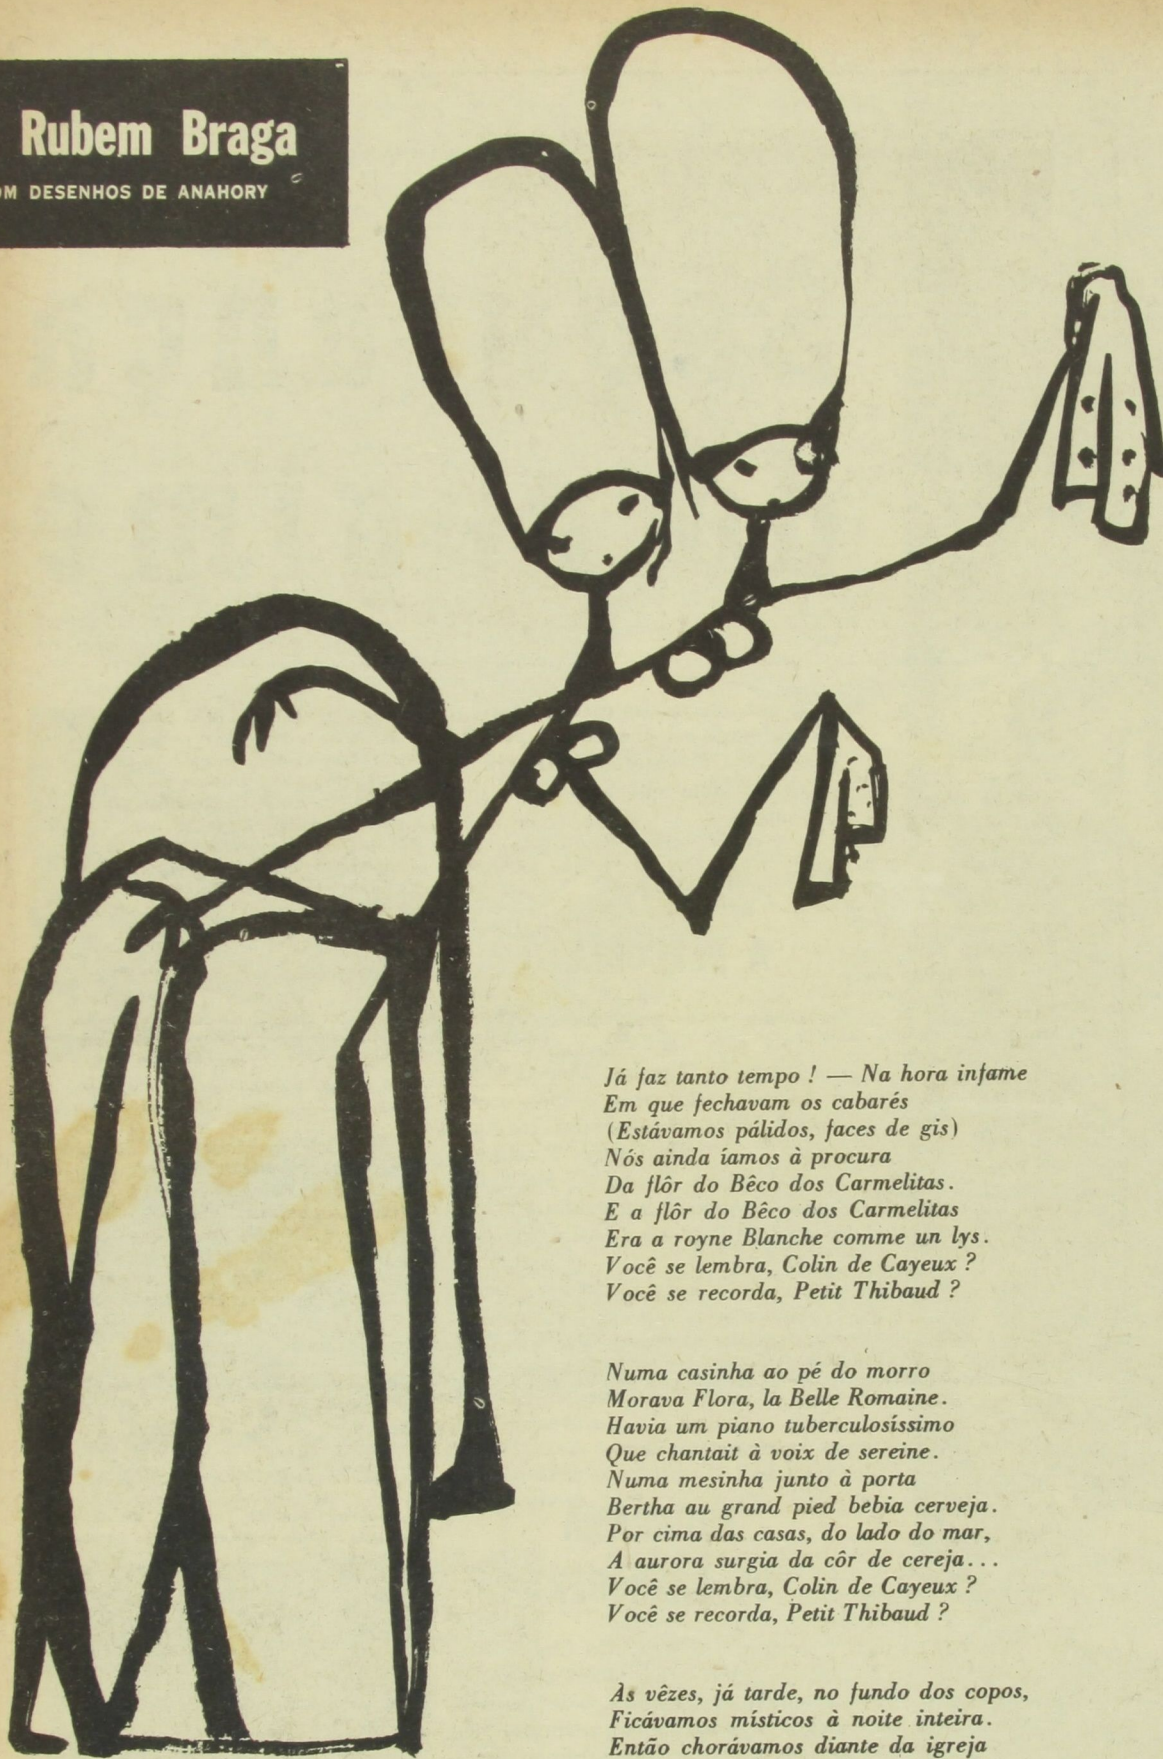 Rubem Braga
OM DESENHOS DE ANAHORY
Já faz tanto tempo ! — Na hora infame
Em que fechavam os cabarés
(Estávamos pálidos, faces de gis)
Nós ainda íamos à procura
Da flôr do Bêco dos Carmelitas.
E a flôr do Bêco dos Carmelitas
Era a royne Blanche comme un lys.
Você se lembra, Colin de Cayeux ?
Você se recorda, Petit Thibaud ?
Numa casinha ao pé do morro
Morava Flora, la Belle Romaine.
Havia um piano tuberculosíssimo
Que chantait à voix de sereine.
Numa mesinha junto à porta
Bertha au grand pied bebia cerveja.
Por cima das casas, do lado do mar,
A aurora surgia da côr de cereja...
Você se lembra, Colin de Cayeux ?
Você se recorda, Petit Thibaud ?
Às vêzes, já tarde, no fundo dos copos,
Ficávamos místicos à noite inteira.
Então chorávamos diante da igreja